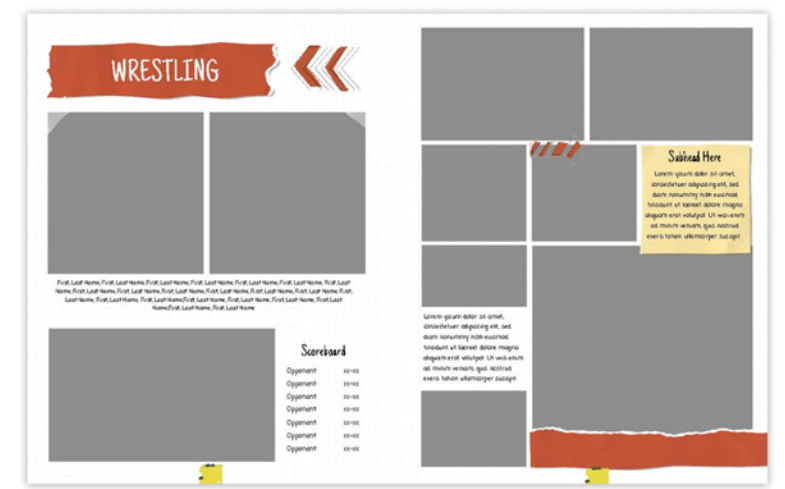 WRESTLING
First, Last Name, First, Last Name, First, Last Name, First, Last Name, First, Last Name, First, Last Name, First, Last
Name, First, Last Name, First, Last Name, First, Last Name, First, Last Name, First, Last Name, First, Last Name, First,
Last Name, First, Last Name, First, Last Name, First, Last Name, First, Last Name, First, Last Name, First, Last
Name, First, Last Name, First, Last Name
Scoreboard
Opponent xx-xx
Opponent xx-xx
Opponent xx-xx
Opponent xx-xx
Opponent xx-xx
Opponent xx-xx
Opponent xx-xx
Subhead Here
Lorem ipsum dolor sit amet,
consectetuer adipiscing elit, sed
diam nonummy nibh euismod
tincidunt ut laoreet dolore magna
aliquam erat volutpat. Ut wisi enim
ad minim veniam, quis nostrud
exerci tation ullamcorper suscipit
Lorem ipsum dolor sit amet,
consectetuer adipiscing elit, sed
diam nonummy nibh euismod
tincidunt ut laoreet dolore magna
aliquam erat volutpat. Ut wisi enim
ad minim veniam, quis nostrud
exerci tation ullamcorper suscipit